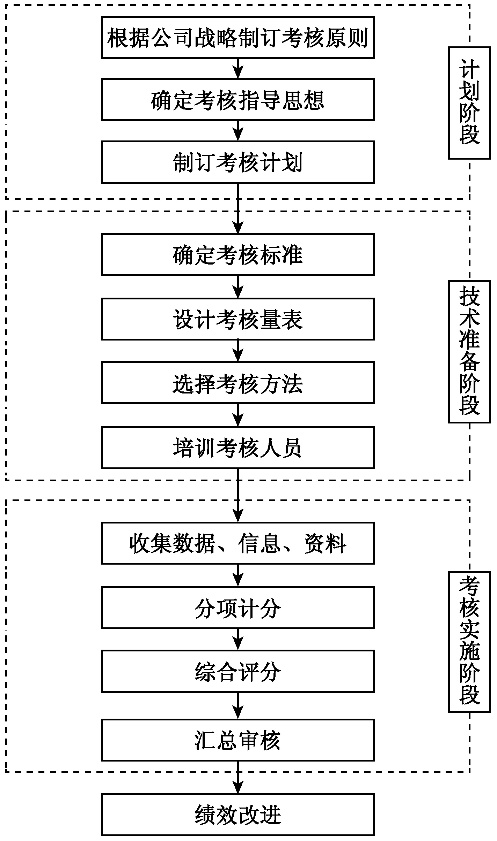 根据公司战略制订考核原则
确定考核指导思想
制订考核计划
计划阶段
确定考核标准
设计考核量表
选择考核方法
培训考核人员
技术准备阶段
收集数据、信息、资料
分项计分
综合评分
汇总审核
考核实施阶段
绩效改进